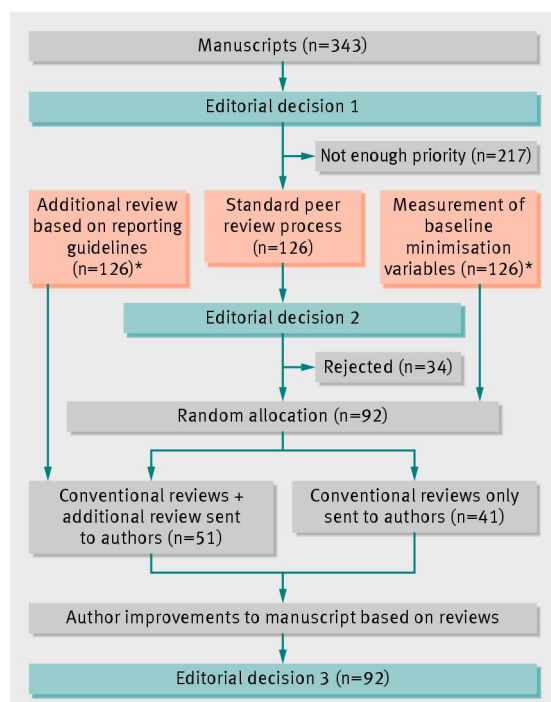 Manuscripts (n=343)
Editorial decision 1
Not enough priority (n=217)
Additional review
based on reporting
guidelines
(n=126)*
Standard peer
review process
(n=126)
Measurement of
baseline
minimisation
variables (n=126)*
Editorial decision 2
Rejected (n=34)
Random allocation (n=92)
Conventional reviews +
additional review sent
to authors (n=51)
Conventional reviews only
sent to authors (n=41)
Author improvements to manuscript based on reviews
Editorial decision 3 (n=92)